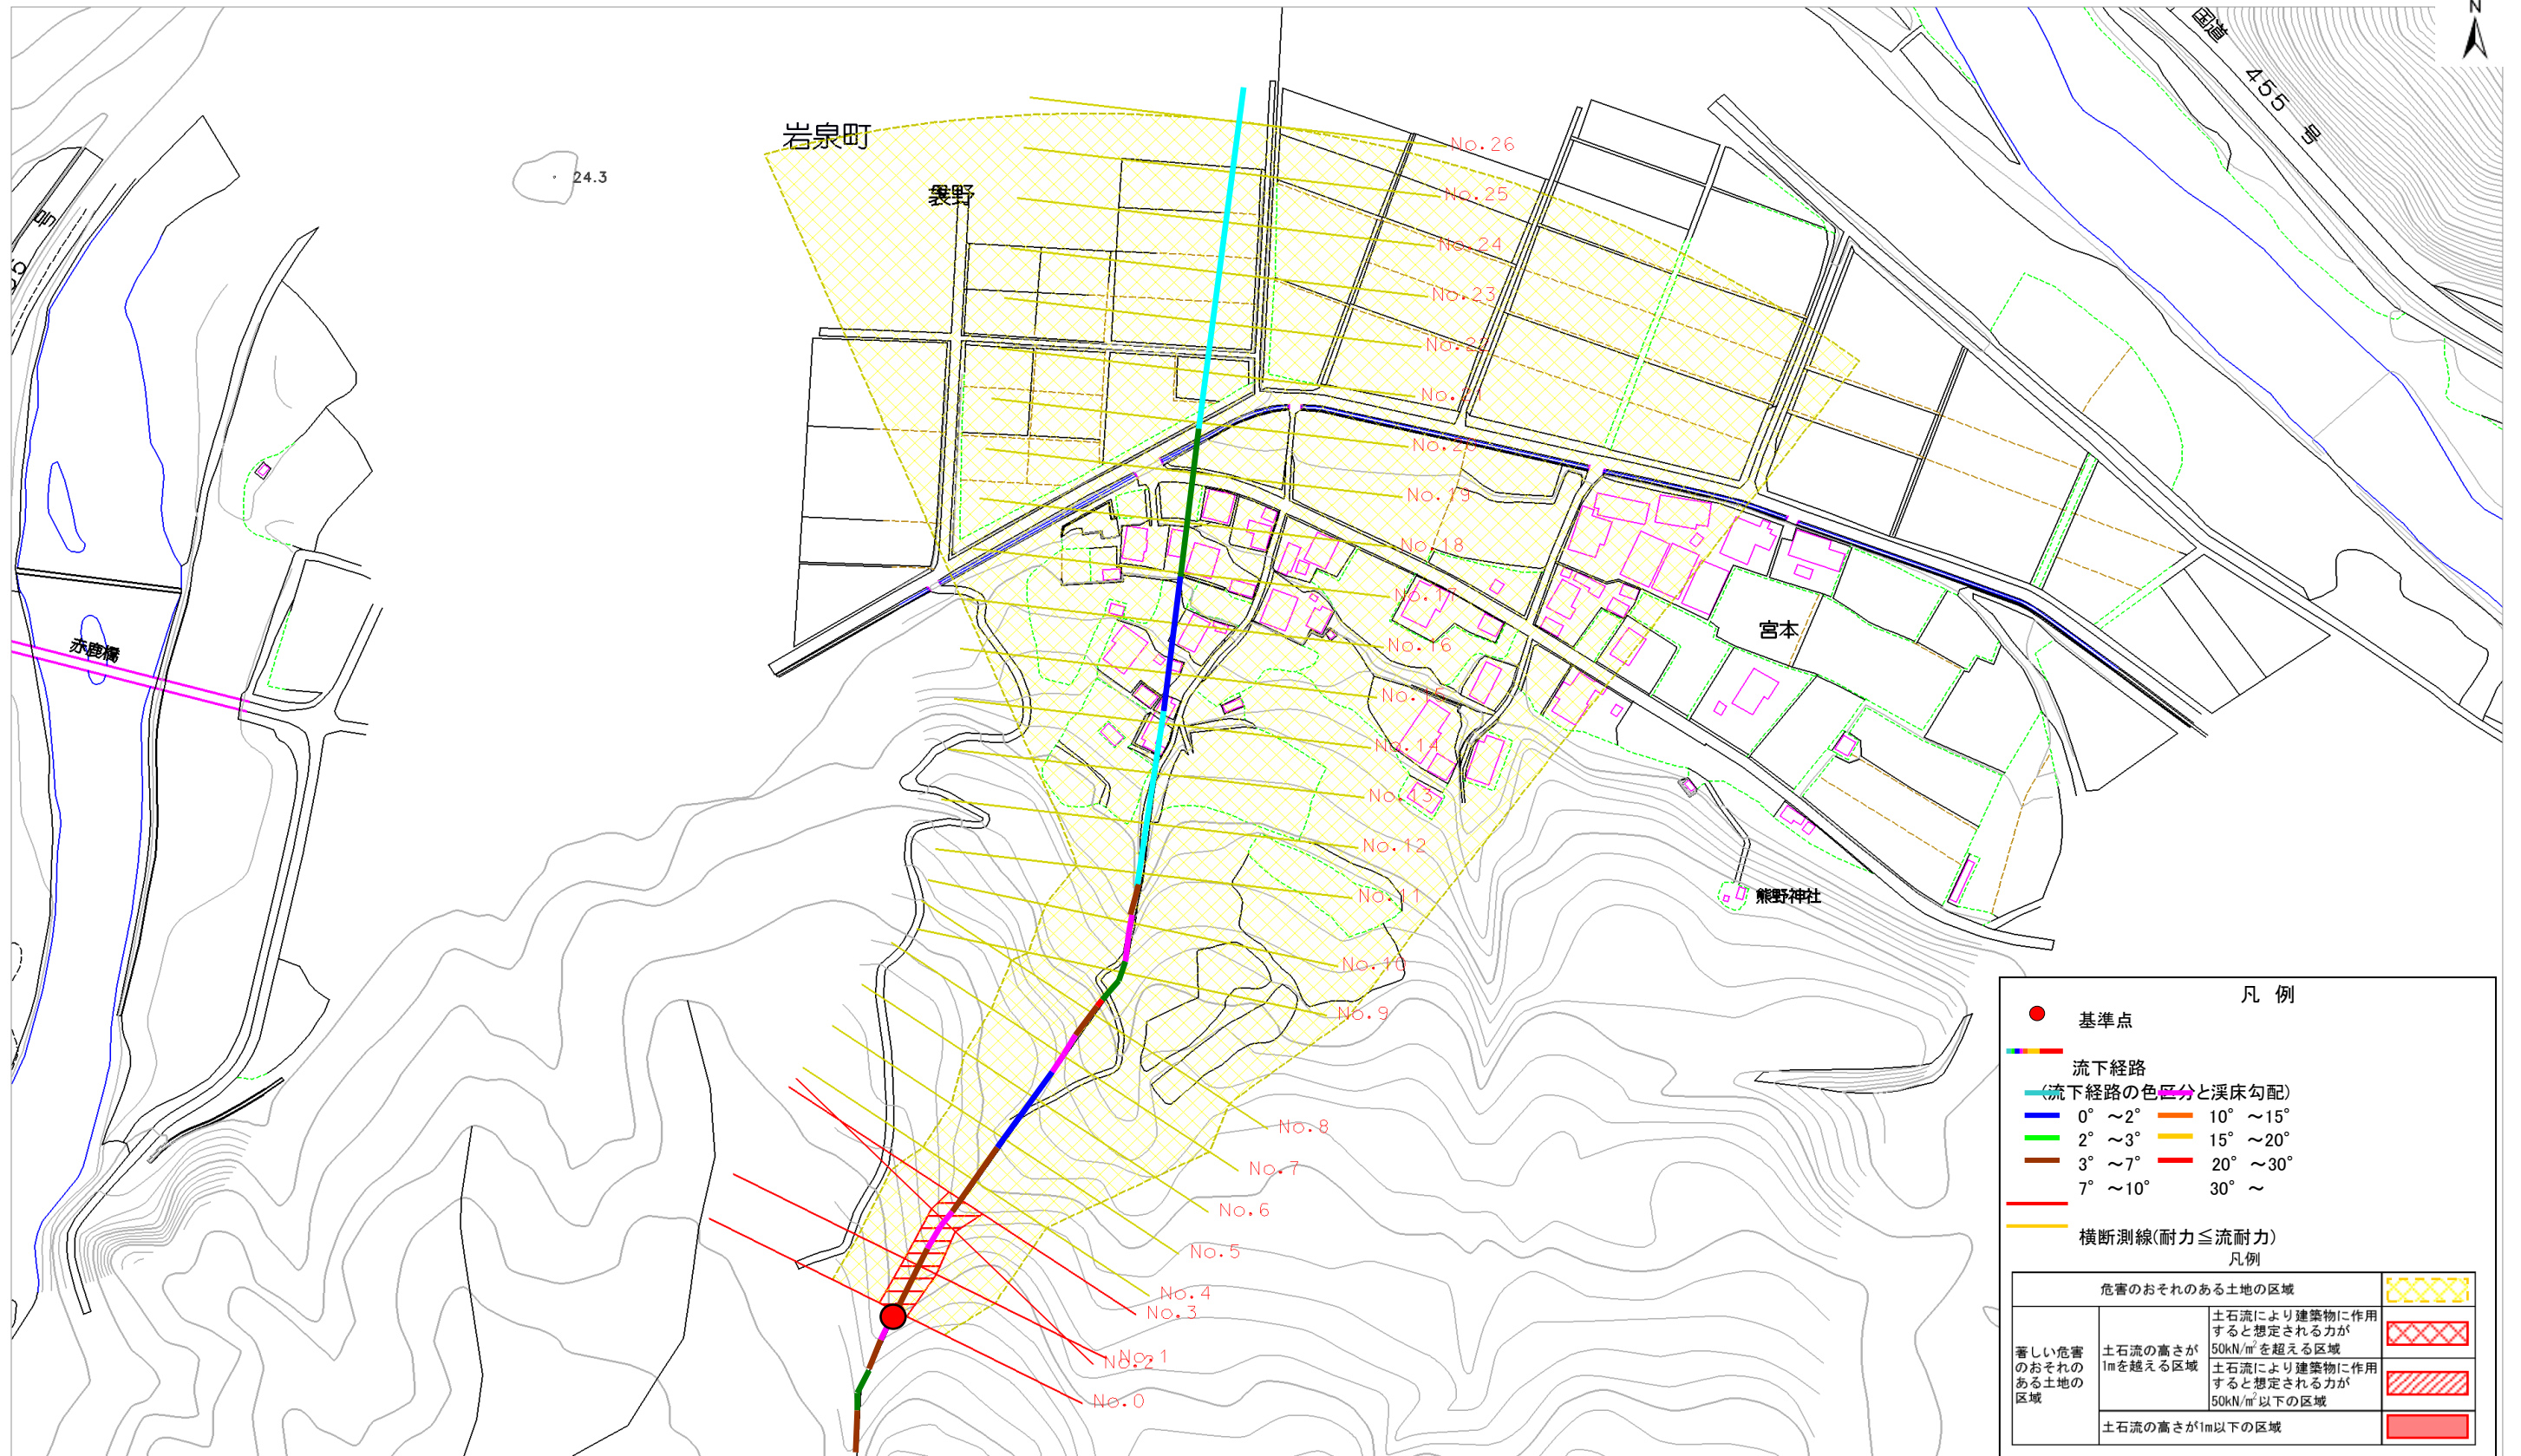 N
国道
455
号
岩泉町
24.3
袰野
号
赤鹿橋
宮本
熊野神社
No.26
No.25
No.24
No.23
No.22
No.21
No.20
No.19
No.18
No.17
No.16
No.15
No.14
No.13
No.12
No.11
No.10
No.9
No.8
No.7
No.6
No.5
No.4
No.3
No.1
No.2
No.0
凡 例
基準点
流下経路
(流下経路の色区分と渓床勾配)
0° ～2° 10° ～15°
2° ～3° 15° ～20°
3° ～7° 20° ～30°
7° ～10° 30° ～
横断測線(耐力≦流耐力)
凡例
危害のおそれのある土地の区域
著しい危害
のおそれの
ある土地の
区域
土石流の高さが
1mを越える区域
土石流により建築物に作用
すると想定される力が
50kN/㎡を超える区域
土石流により建築物に作用
すると想定される力が
50kN/㎡以下の区域
土石流の高さが1m以下の区域